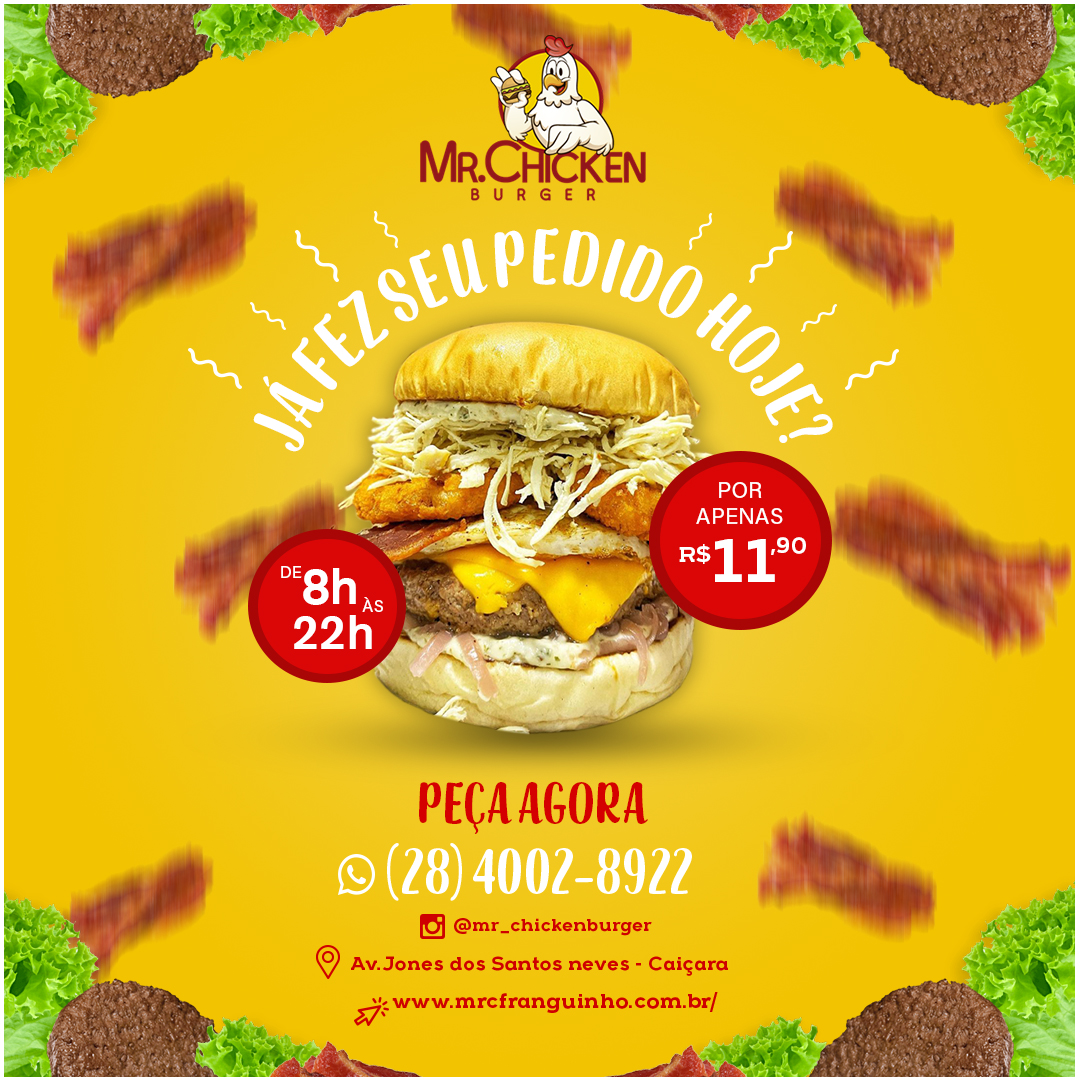 MR.CHICKEN
BURGER
JÁ FEZ SEU PEDIDO HOJE?
POR
APENAS
R$11,90
DE 8h ÀS
22h
PEÇA AGORA
(28) 4002-8922
@mr_chickenburger
Av.Jones dos Santos neves - Caiçara
www.mrcfranguinho.com.br/